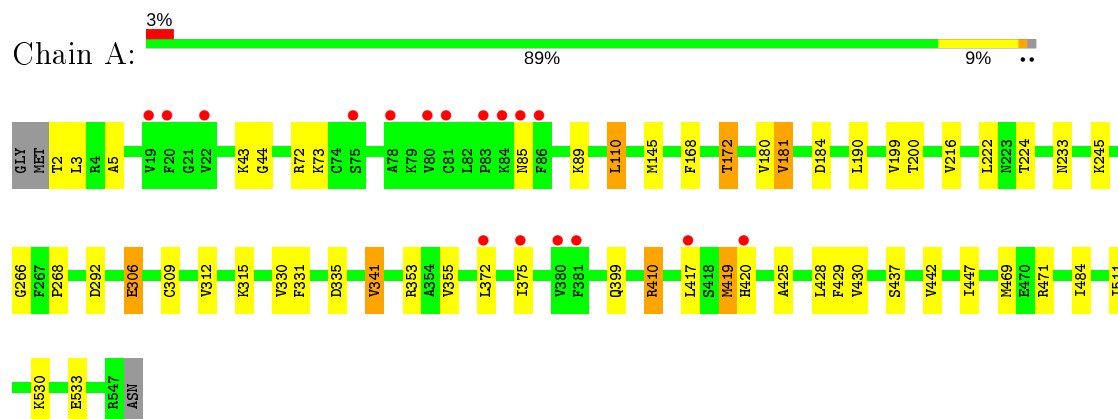 3%
Chain A:
89% 9% ••
GLY MET T2 L3 R4 A5 V19 F20 G21 V22 K43 G44 R72 K73 C74 S75 A78 K79 V80 C81 L82 P83 K84 N85 F86 K89 L110 M145 F168 T172 V180 V181 D184 L190 V199 T200 V216 L222 N223 T224 N233 K245
G266 F267 P268 D292 E306 C309 V312 K315 V330 F331 D335 V341 R353 A354 V355 L372 I375 V380 F381 Q399 R410 L417 S418 M419 H420 A425 L428 F429 V430 S437 V442 I447 M469 E470 R471 I484 I511
K530 E533 R547 ASN